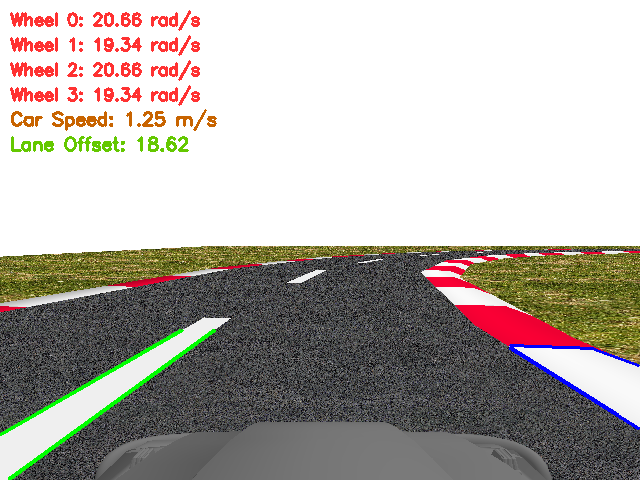 Wheel 0: 20.66 rad/s
Wheel 1: 19.34 rad/s
Wheel 2: 20.66 rad/s
Wheel 3: 19.34 rad/s
Car Speed: 1.25 m/s
Lane Offset: 18.62